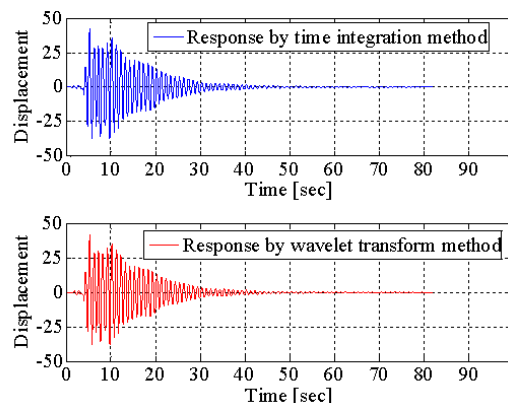 50
25
0
-25
-50
Displacement
Response by time integration method
0 10 20 30 40 50 60 70 80 90
Time [sec]
50
25
0
-25
-50
Displacement
Response by wavelet transform method
0 10 20 30 40 50 60 70 80 90
Time [sec]